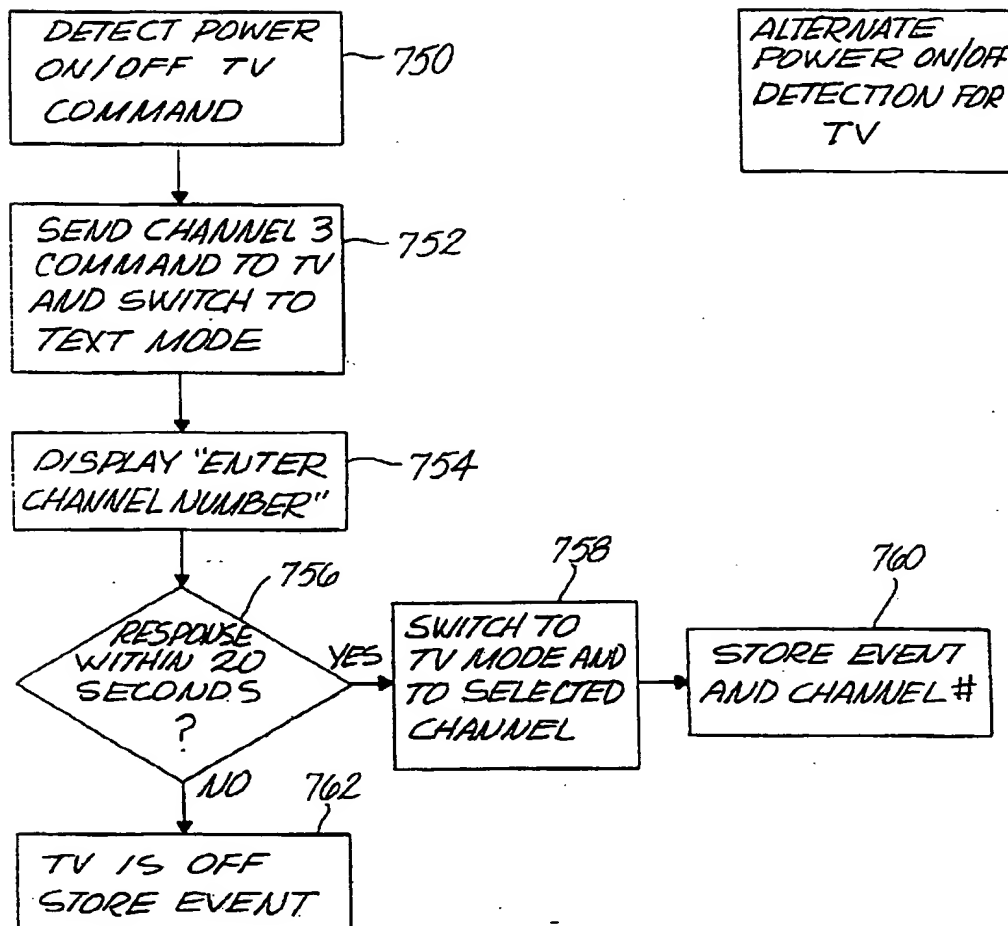 DETECT POWER
ON/OFF TV
COMMAND
750
ALTERNATE
POWER ON/OFF
DETECTION FOR
TV
SEND CHANNEL 3
COMMAND TO TV
AND SWITCH TO
TEXT MODE
752
DISPLAY "ENTER
CHANNEL NUMBER"
754
RESPONSE
WITHIN 20
SECONDS
?
756
YES
SWITCH TO
TV MODE AND
TO SELECTED
CHANNEL
758
STORE EVENT
AND CHANNEL #
760
NO
TV IS OFF
STORE EVENT
762